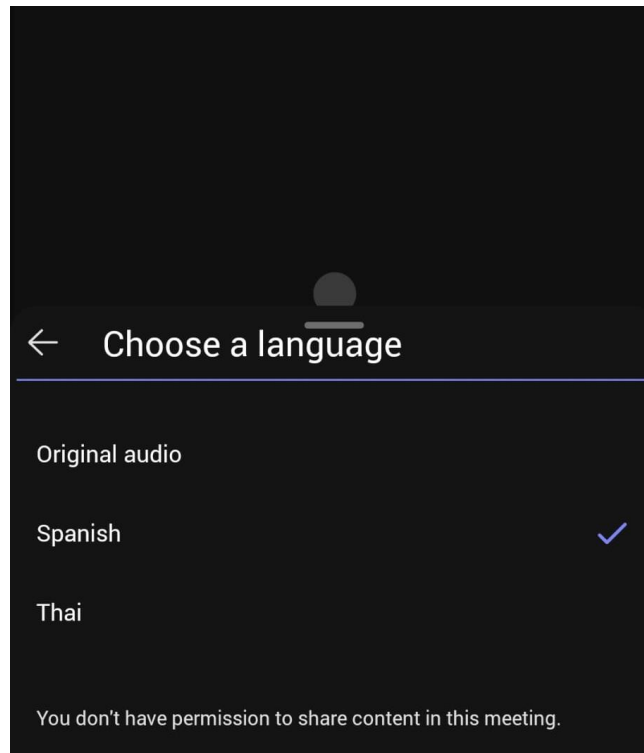 Choose a language
Original audio
Spanish
Thai
You don't have permission to share content in this meeting.